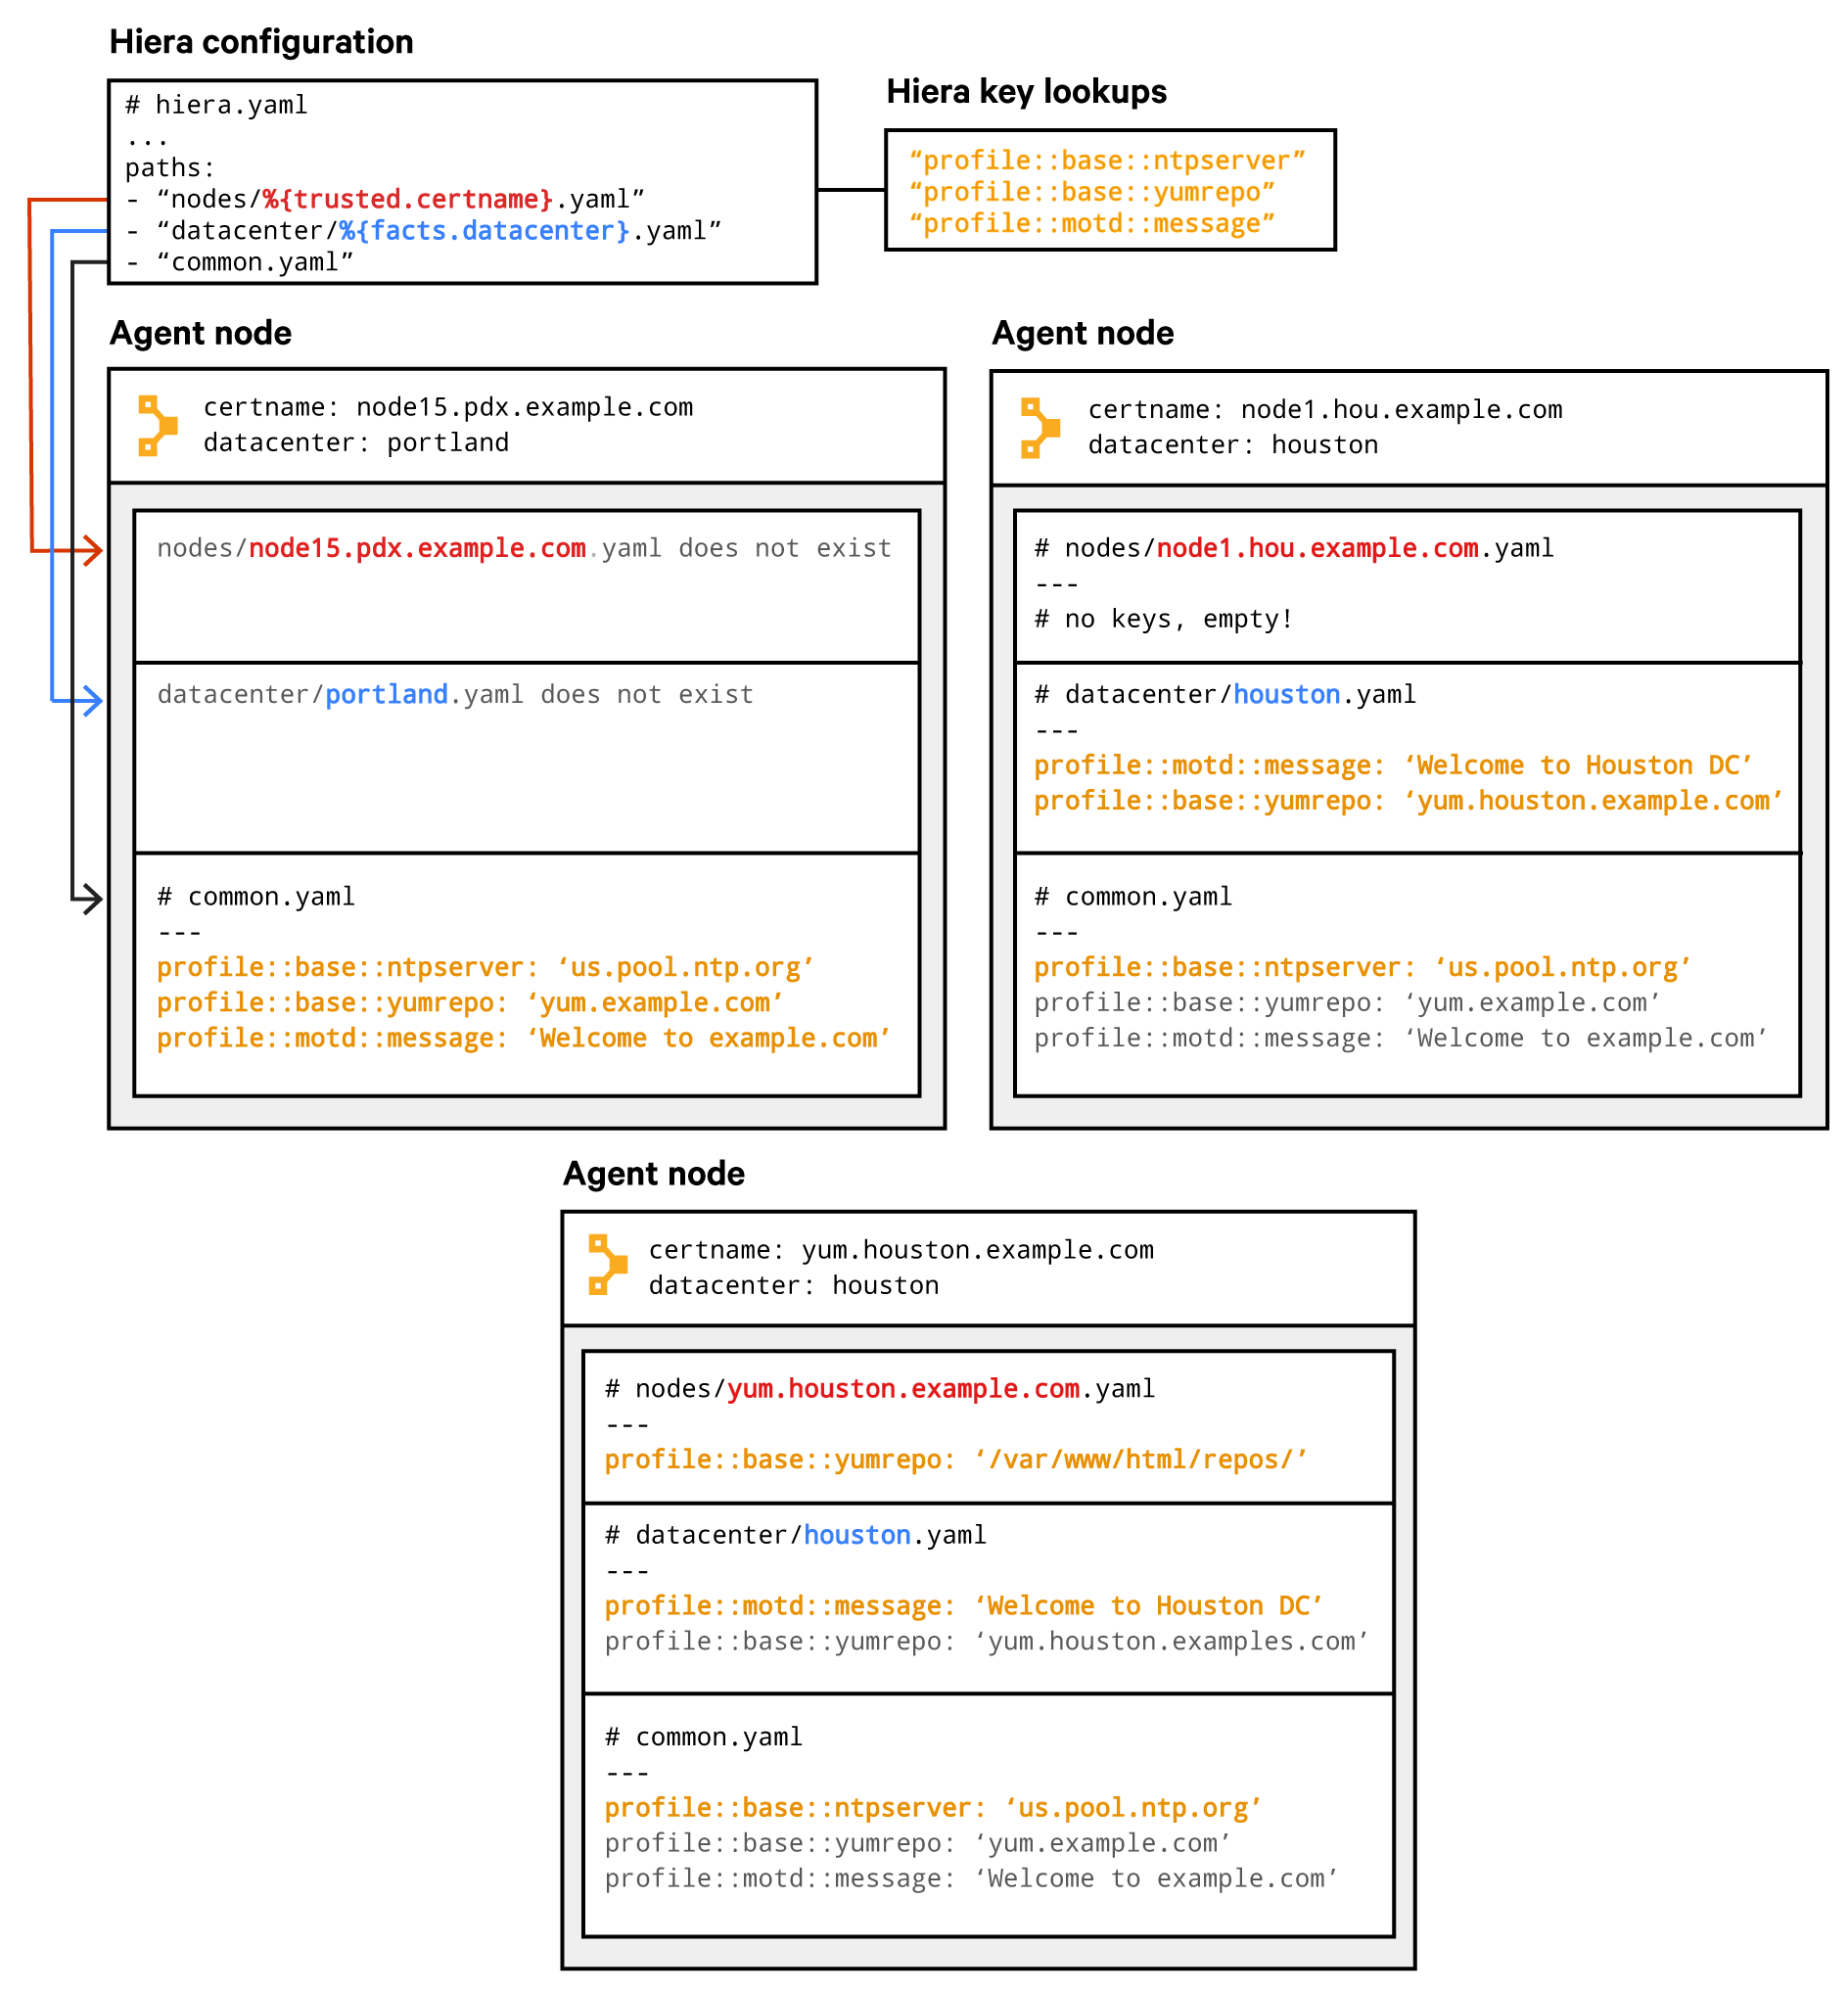 Hiera configuration
# hiera.yaml
...
paths:
- “nodes/%{trusted.certname}.yaml”
- “datacenter/%{facts.datacenter}.yaml”
- “common.yaml”
Hiera key lookups
“profile::base::ntpserver”
“profile::base::yumrepo”
“profile::motd::message”
Agent node
certname: node15.pdx.example.com
datacenter: portland
nodes/node15.pdx.example.com.yaml does not exist
datacenter/portland.yaml does not exist
# common.yaml
---
profile::base::ntpserver: ‘us.pool.ntp.org’
profile::base::yumrepo: ‘yum.example.com’
profile::motd::message: ‘Welcome to example.com’
Agent node
certname: node1.hou.example.com
datacenter: houston
# nodes/node1.hou.example.com.yaml
---
# no keys, empty!
# datacenter/houston.yaml
---
profile::motd::message: ‘Welcome to Houston DC’
profile::base::yumrepo: ‘yum.houston.example.com’
# common.yaml
---
profile::base::ntpserver: ‘us.pool.ntp.org’
profile::base::yumrepo: ‘yum.example.com’
profile::motd::message: ‘Welcome to example.com’
Agent node
certname: yum.houston.example.com
datacenter: houston
# nodes/yum.houston.example.com.yaml
---
profile::base::yumrepo: ‘/var/www/html/repos/’
# datacenter/houston.yaml
---
profile::motd::message: ‘Welcome to Houston DC’
profile::base::yumrepo: ‘yum.houston.examples.com’
# common.yaml
---
profile::base::ntpserver: ‘us.pool.ntp.org’
profile::base::yumrepo: ‘yum.example.com’
profile::motd::message: ‘Welcome to example.com’